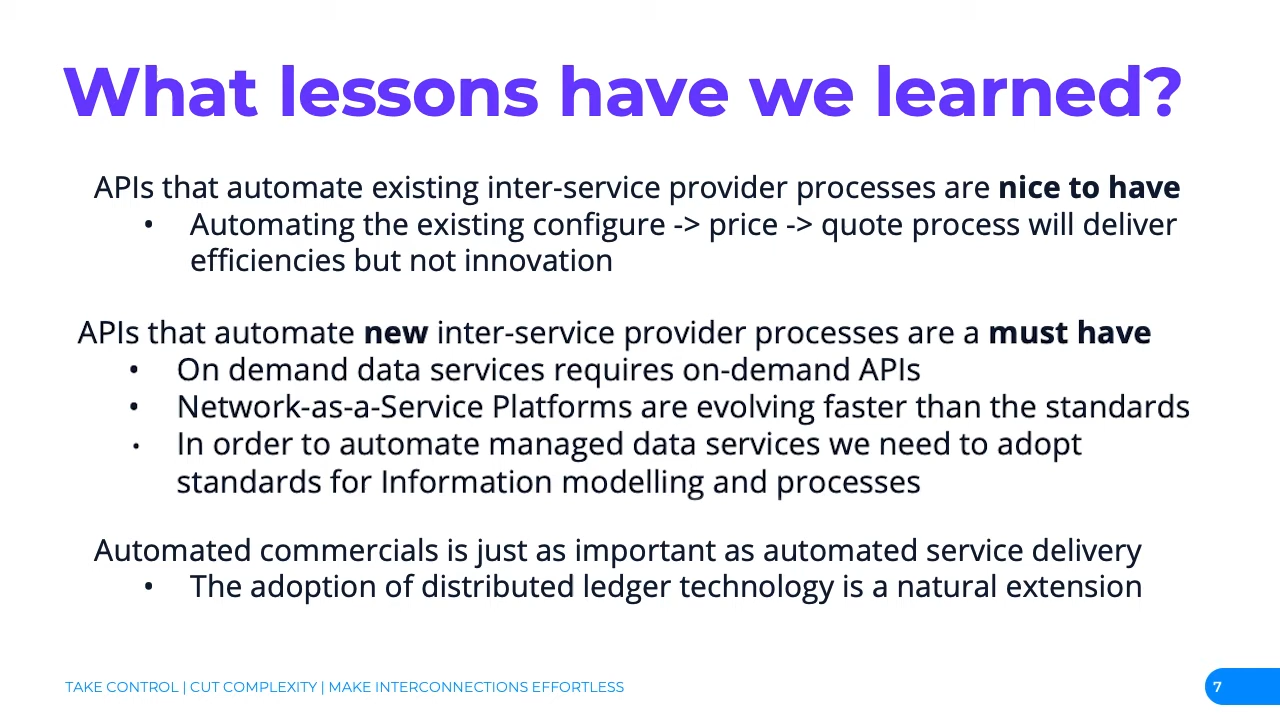 What lessons have we learned?
APIs that automate existing inter-service provider processes are nice to have
• Automating the existing configure -> price -> quote process will deliver
efficiencies but not innovation
APIs that automate new inter-service provider processes are a must have
• On demand data services requires on-demand APIs
• Network-as-a-Service Platforms are evolving faster than the standards
• In order to automate managed data services we need to adopt
standards for Information modelling and processes
Automated commercials is just as important as automated service delivery
• The adoption of distributed ledger technology is a natural extension
TAKE CONTROL | CUT COMPLEXITY | MAKE INTERCONNECTIONS EFFORTLESS
7